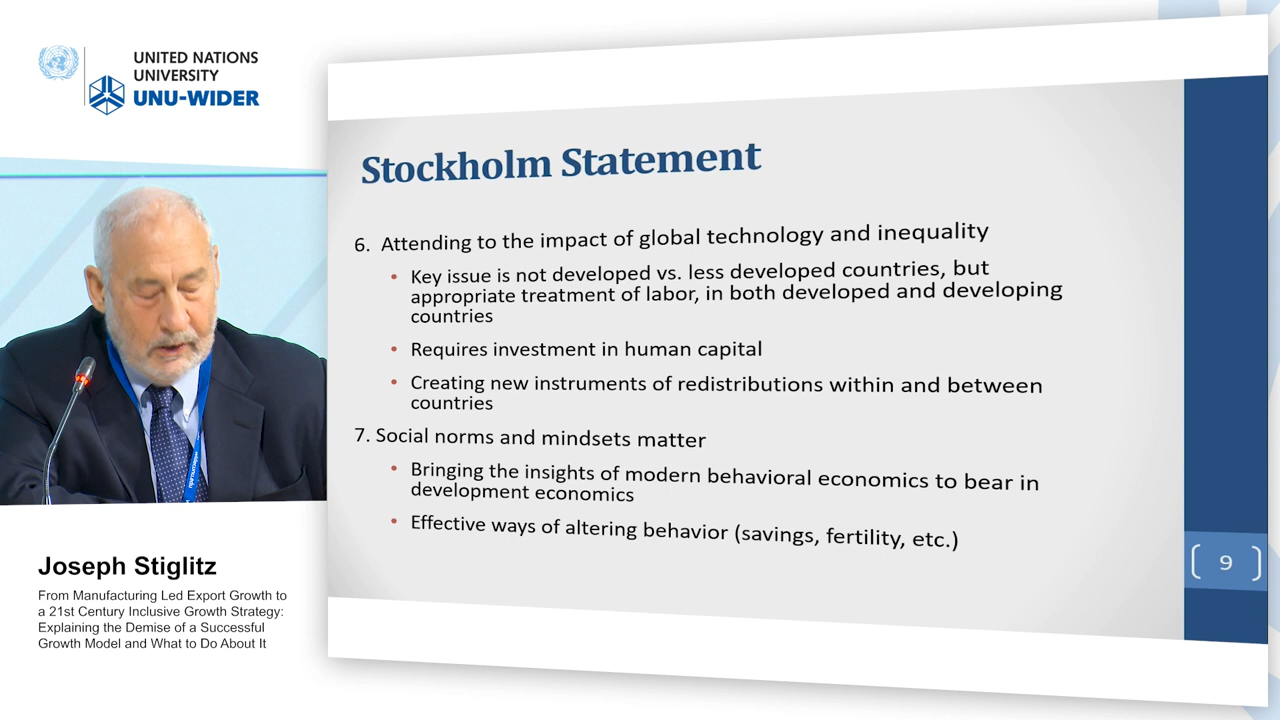 UNITED NATIONS
UNIVERSITY
UNU-WIDER
Stockholm Statement
6. Attending to the impact of global technology and inequality
• Key issue is not developed vs. less developed countries, but
appropriate treatment of labor, in both developed and developing
countries
• Requires investment in human capital
• Creating new instruments of redistributions within and between
countries
7. Social norms and mindsets matter
• Bringing the insights of modern behavioral economics to bear in
development economics
• Effective ways of altering behavior (savings, fertility, etc.)
[ 9 ]
Joseph Stiglitz
From Manufacturing Led Export Growth to
a 21st Century Inclusive Growth Strategy:
Explaining the Demise of a Successful
Growth Model and What to Do About It